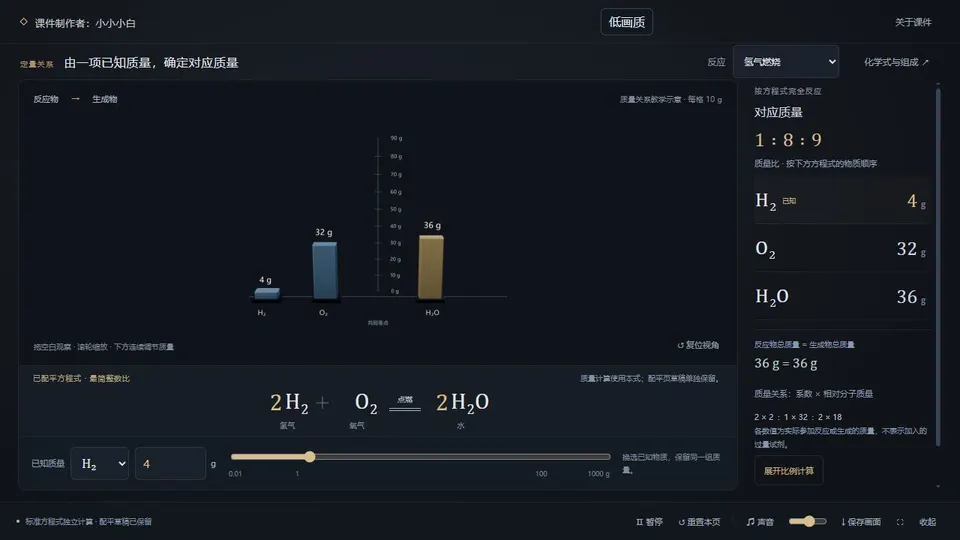 课件制作者：小小小白
低画质
关于课件
定量关系 由一项已知质量，确定对应质量
反应 氢气燃烧
化学式与组成 ↗
反应物 → 生成物
质量关系教学示意 · 每格 10 g
90 g
80 g
70 g
60 g
50 g
40 g
30 g
20 g
10 g
0 g
4 g
32 g
36 g
H₂
O₂
H₂O
共同零点
拖空白观察 · 滚轮缩放 · 下方连续调节质量
↺ 复位视角
已配平方程式 · 最简整数比
质量计算使用本式；配平页草稿单独保留。
2 H₂ + O₂ 点燃 2 H₂O
氢气
氧气
水
已知质量 H₂ 4 g
0.01
1
100
1000 g
换选已知物质，保留同一组质量。
按方程式完全反应
对应质量
1 : 8 : 9
质量比 · 按下方方程式的物质顺序
H₂ 已知 4 g
O₂ 32 g
H₂O 36 g
反应物总质量 = 生成物总质量
36 g = 36 g
质量关系：系数 × 相对分子质量
2 × 2 : 1 × 32 : 2 × 18
各数值为实际参加反应或生成的质量，不表示加入的过量试剂。
展开比例计算
标准方程式独立计算 · 配平草稿已保留
暂停
↺ 重置本页
声音
↓ 保存画面
收起